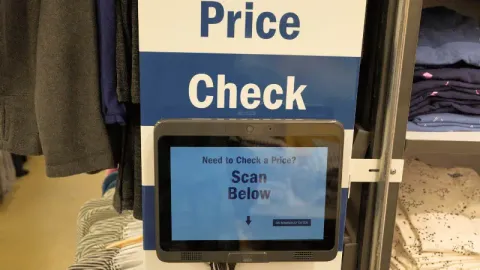 Price
Check
Need to Check a Price?
Scan
Below